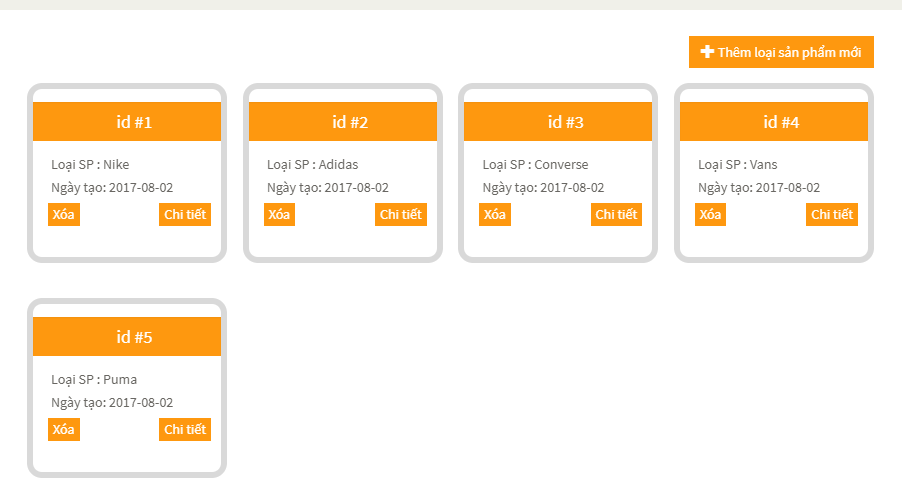 Thêm loại sản phẩm mới
id #1
Loại SP : Nike
Ngày tạo: 2017-08-02
Xóa
Chi tiết
id #2
Loại SP : Adidas
Ngày tạo: 2017-08-02
Xóa
Chi tiết
id #3
Loại SP : Converse
Ngày tạo: 2017-08-02
Xóa
Chi tiết
id #4
Loại SP : Vans
Ngày tạo: 2017-08-02
Xóa
Chi tiết
id #5
Loại SP : Puma
Ngày tạo: 2017-08-02
Xóa
Chi tiết